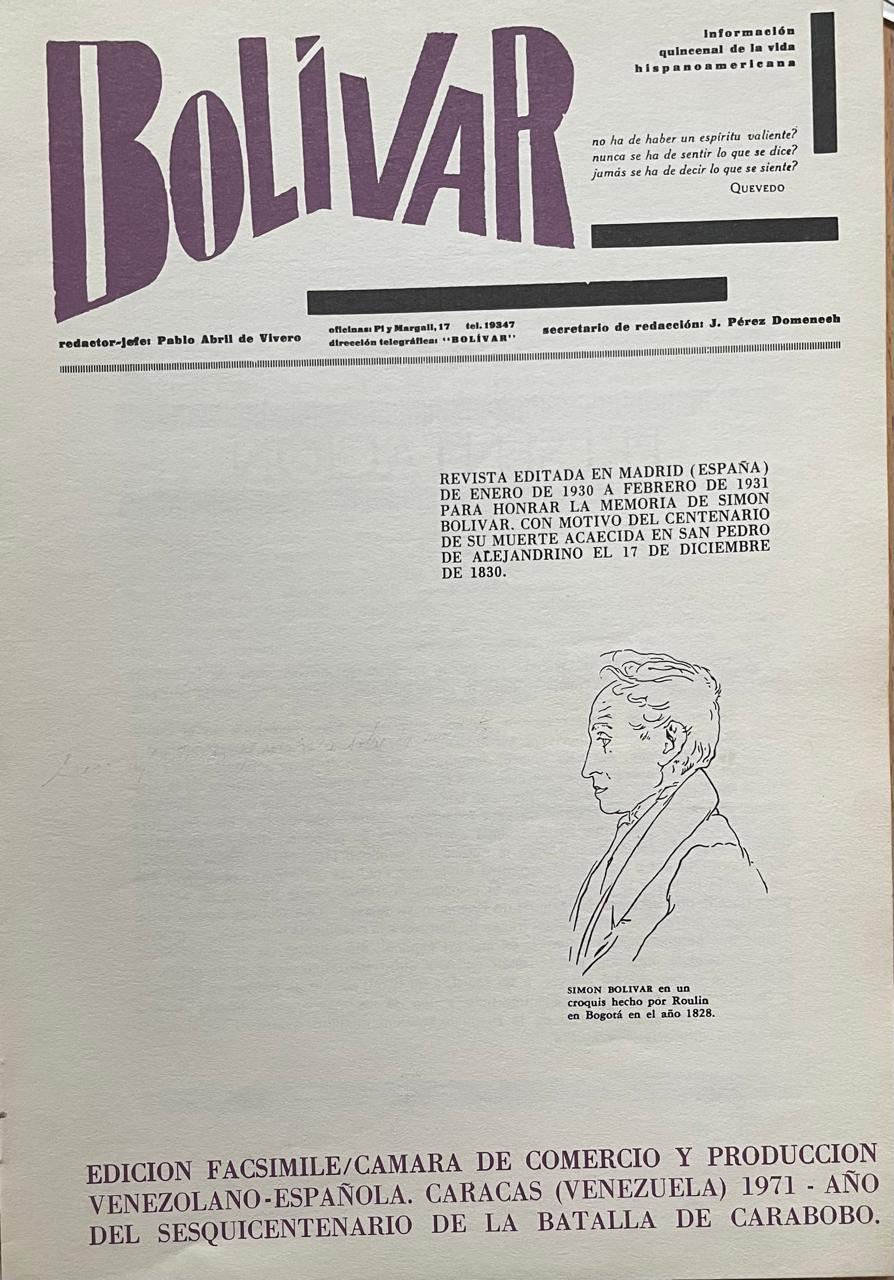 BOLÍVAR
Información
quincenal de la vida
hispanoamericana
no ha de haber un espíritu valiente?
nunca se ha de sentir lo que se dice?
jamás se ha de decir lo que se siente?
QUEVEDO
redactor-jefe: Pablo Abril de Vivero
oficinas: Pi y Margall, 17 tel. 19347
dirección telegráfica: "BOLÍVAR"
secretario de redacción: J. Pérez Domenech
REVISTA EDITADA EN MADRID (ESPAÑA)
DE ENERO DE 1930 A FEBRERO DE 1931
PARA HONRAR LA MEMORIA DE SIMON
BOLIVAR. CON MOTIVO DEL CENTENARIO
DE SU MUERTE ACAECIDA EN SAN PEDRO
DE ALEJANDRINO EL 17 DE DICIEMBRE
DE 1830.
SIMON BOLIVAR en un
croquis hecho por Roulin
en Bogotá en el año 1828.
EDICION FACSIMILE/CAMARA DE COMERCIO Y PRODUCCION
VENEZOLANO-ESPAÑOLA. CARACAS (VENEZUELA) 1971 - AÑO
DEL SESQUICENTENARIO DE LA BATALLA DE CARABOBO.